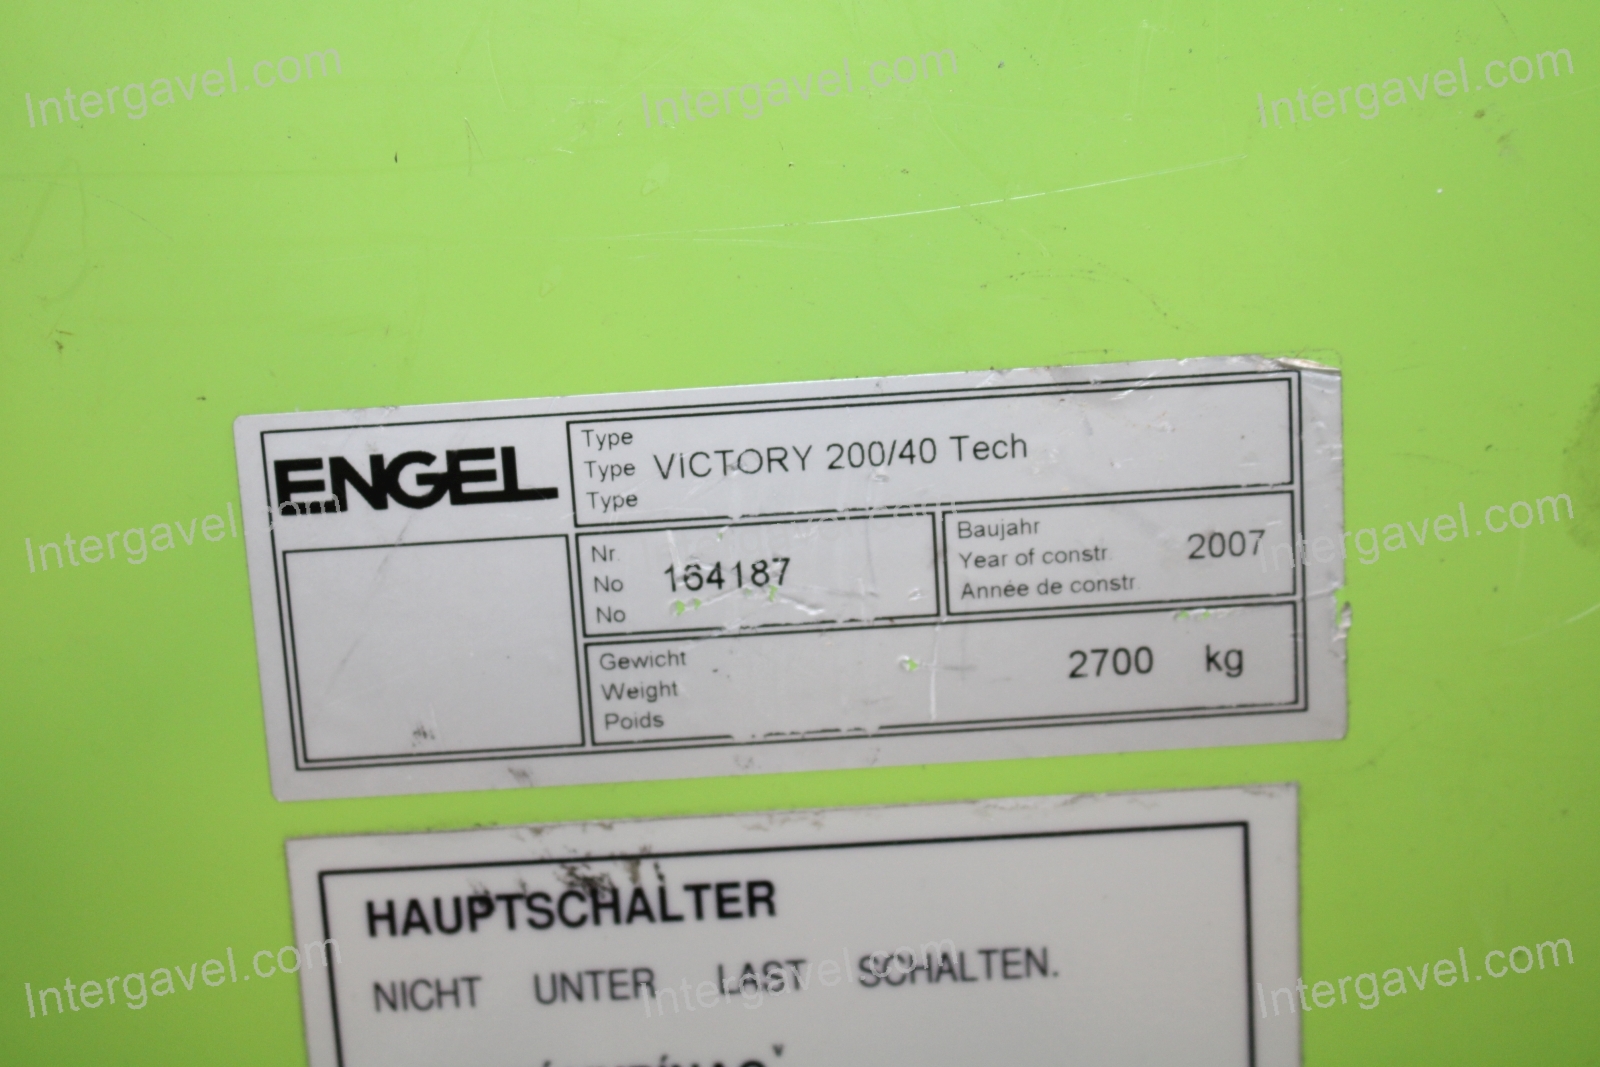 Intergavel.com Intergavel.com Intergavel.com
ENGEL
Type
Type VICTORY 200/40 Tech
Type
Nr.
No 164187
No
Baujahr
Year of constr. 2007
Année de constr.
Gewicht
Weight 2700 kg
Poids
Intergavel.com Intergavel.com Intergavel.com
HAUPTSCHALTER
NICHT UNTER LAST SCHALTEN.
Intergavel.com Intergavel.com Intergavel.com